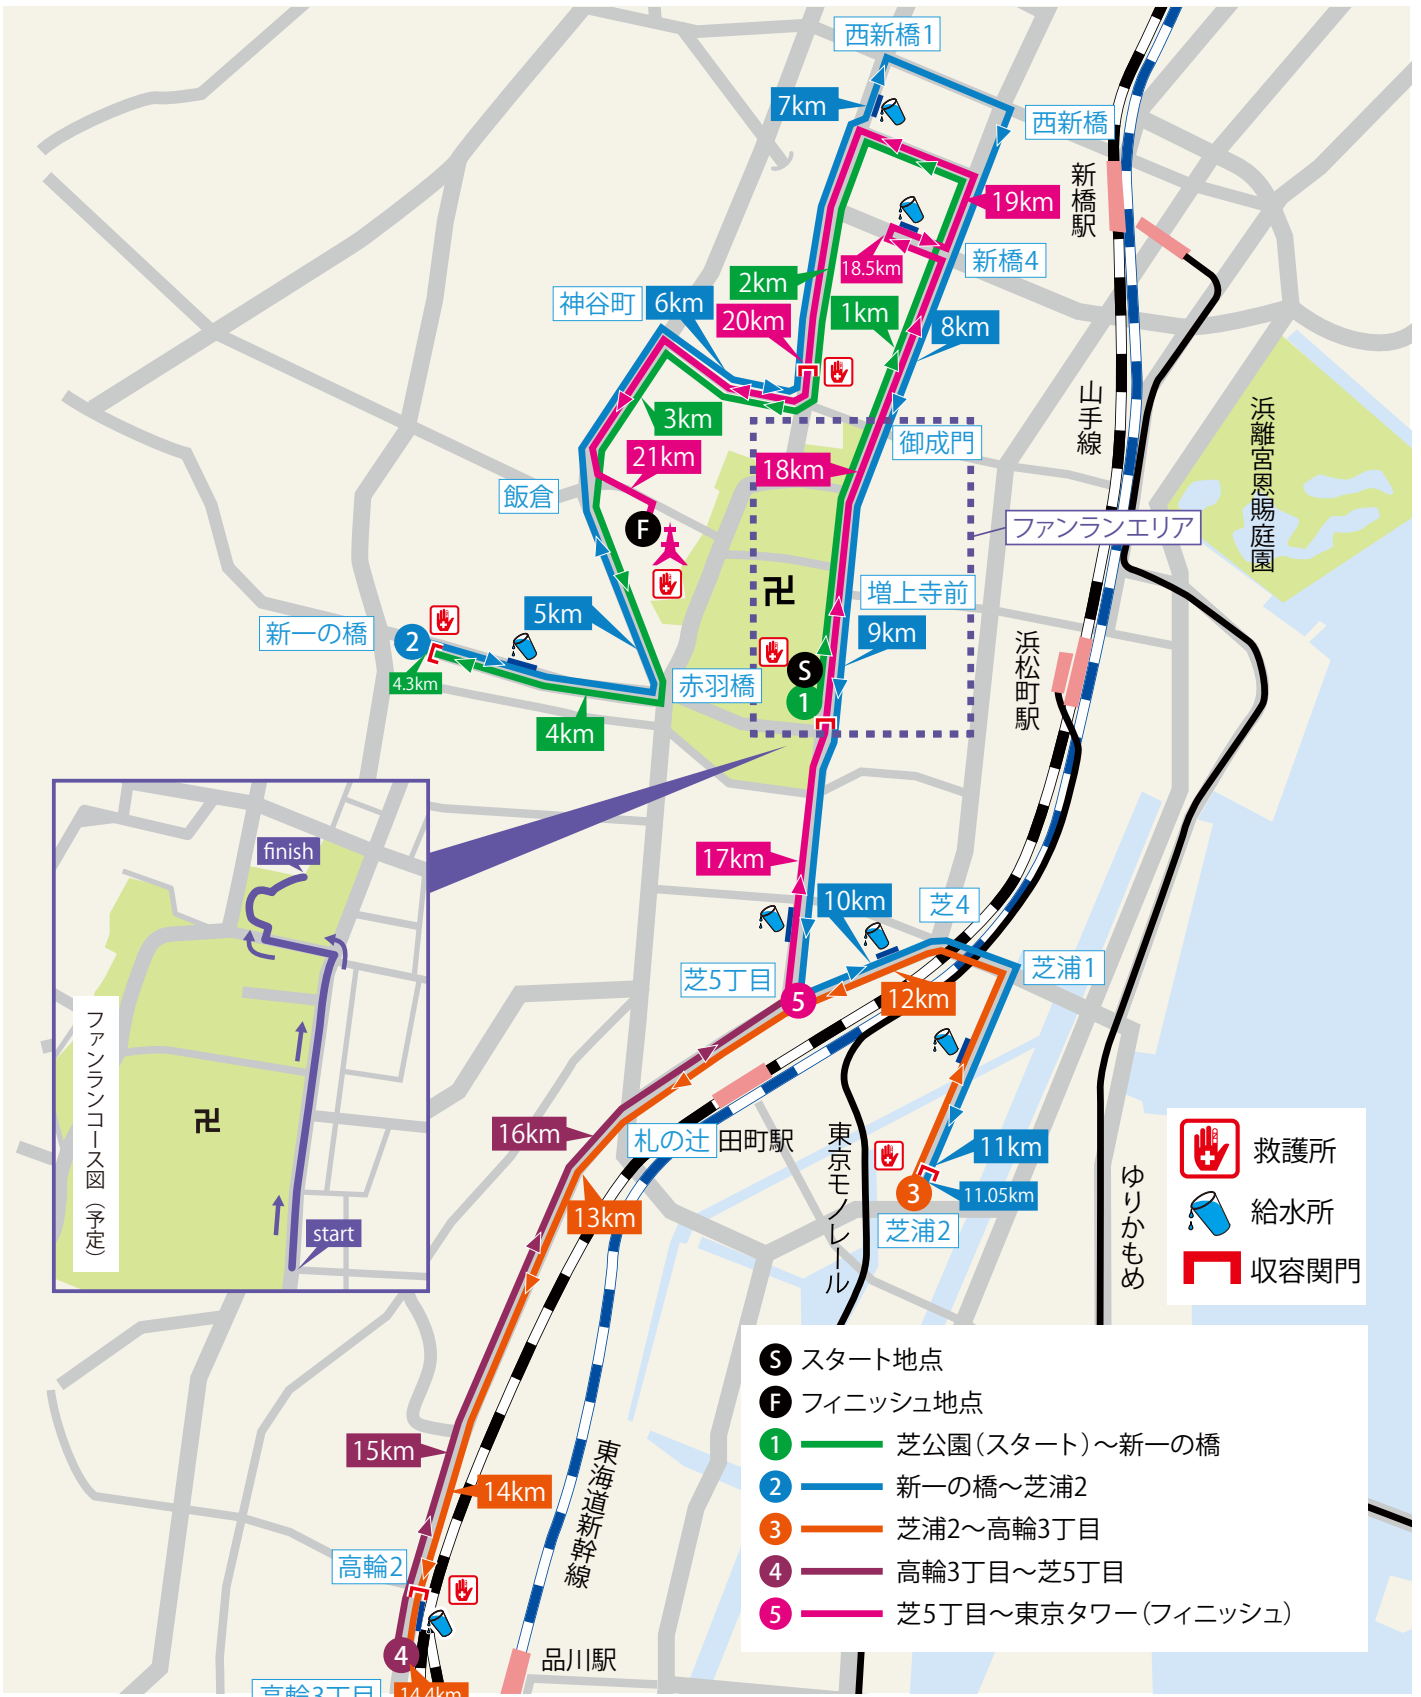 西新橋1
7km
西新橋
新橋駅
19km
新橋4
18.5km
2km
神谷町
6km
20km
1km
8km
山手線
浜離宮恩賜庭園
3km
御成門
21km
18km
飯倉
F
ファンランエリア
増上寺前
5km
新一の橋
2
9km
浜松町駅
S
1
赤羽橋
4.3km
4km
finish
17km
10km
芝4
芝浦1
芝5丁目
5
12km
ファンランコース図（予定）
16km
札の辻
田町駅
東京モノレール
11km
11.05km
3
芝浦2
ゆりかもめ
13km
start
救護所
給水所
収容関門
15km
14km
東海道新幹線
高輪2
4
品川駅
高輪3丁目
14.4km
S スタート地点
F フィニッシュ地点
1 芝公園（スタート）～新一の橋
2 新一の橋～芝浦2
3 芝浦2～高輪3丁目
4 高輪3丁目～芝5丁目
5 芝5丁目～東京タワー（フィニッシュ）